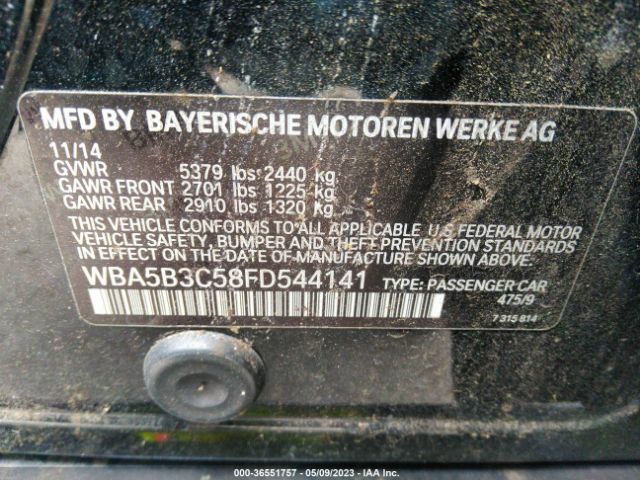 MFD BY BAYERISCHE MOTOREN WERKE AG
11/14
GVWR 5379 lbs 2440 kg
GAWR FRONT 2701 lbs 1225 kg
GAWR REAR 2910 lbs 1320 kg
THIS VEHICLE CONFORMS TO ALL APPLICABLE U.S FEDERAL MOTOR
VEHICLE SAFETY, BUMPER, AND THEFT PREVENTION STANDARDS
IN EFFECT ON THE DATE OF MANUFACTURE SHOWN ABOVE.
WBA5B3C58FD544141 TYPE: PASSENGER CAR
475/9
7 315 814
000-36551757 - 05/09/2023 - IAA Inc.